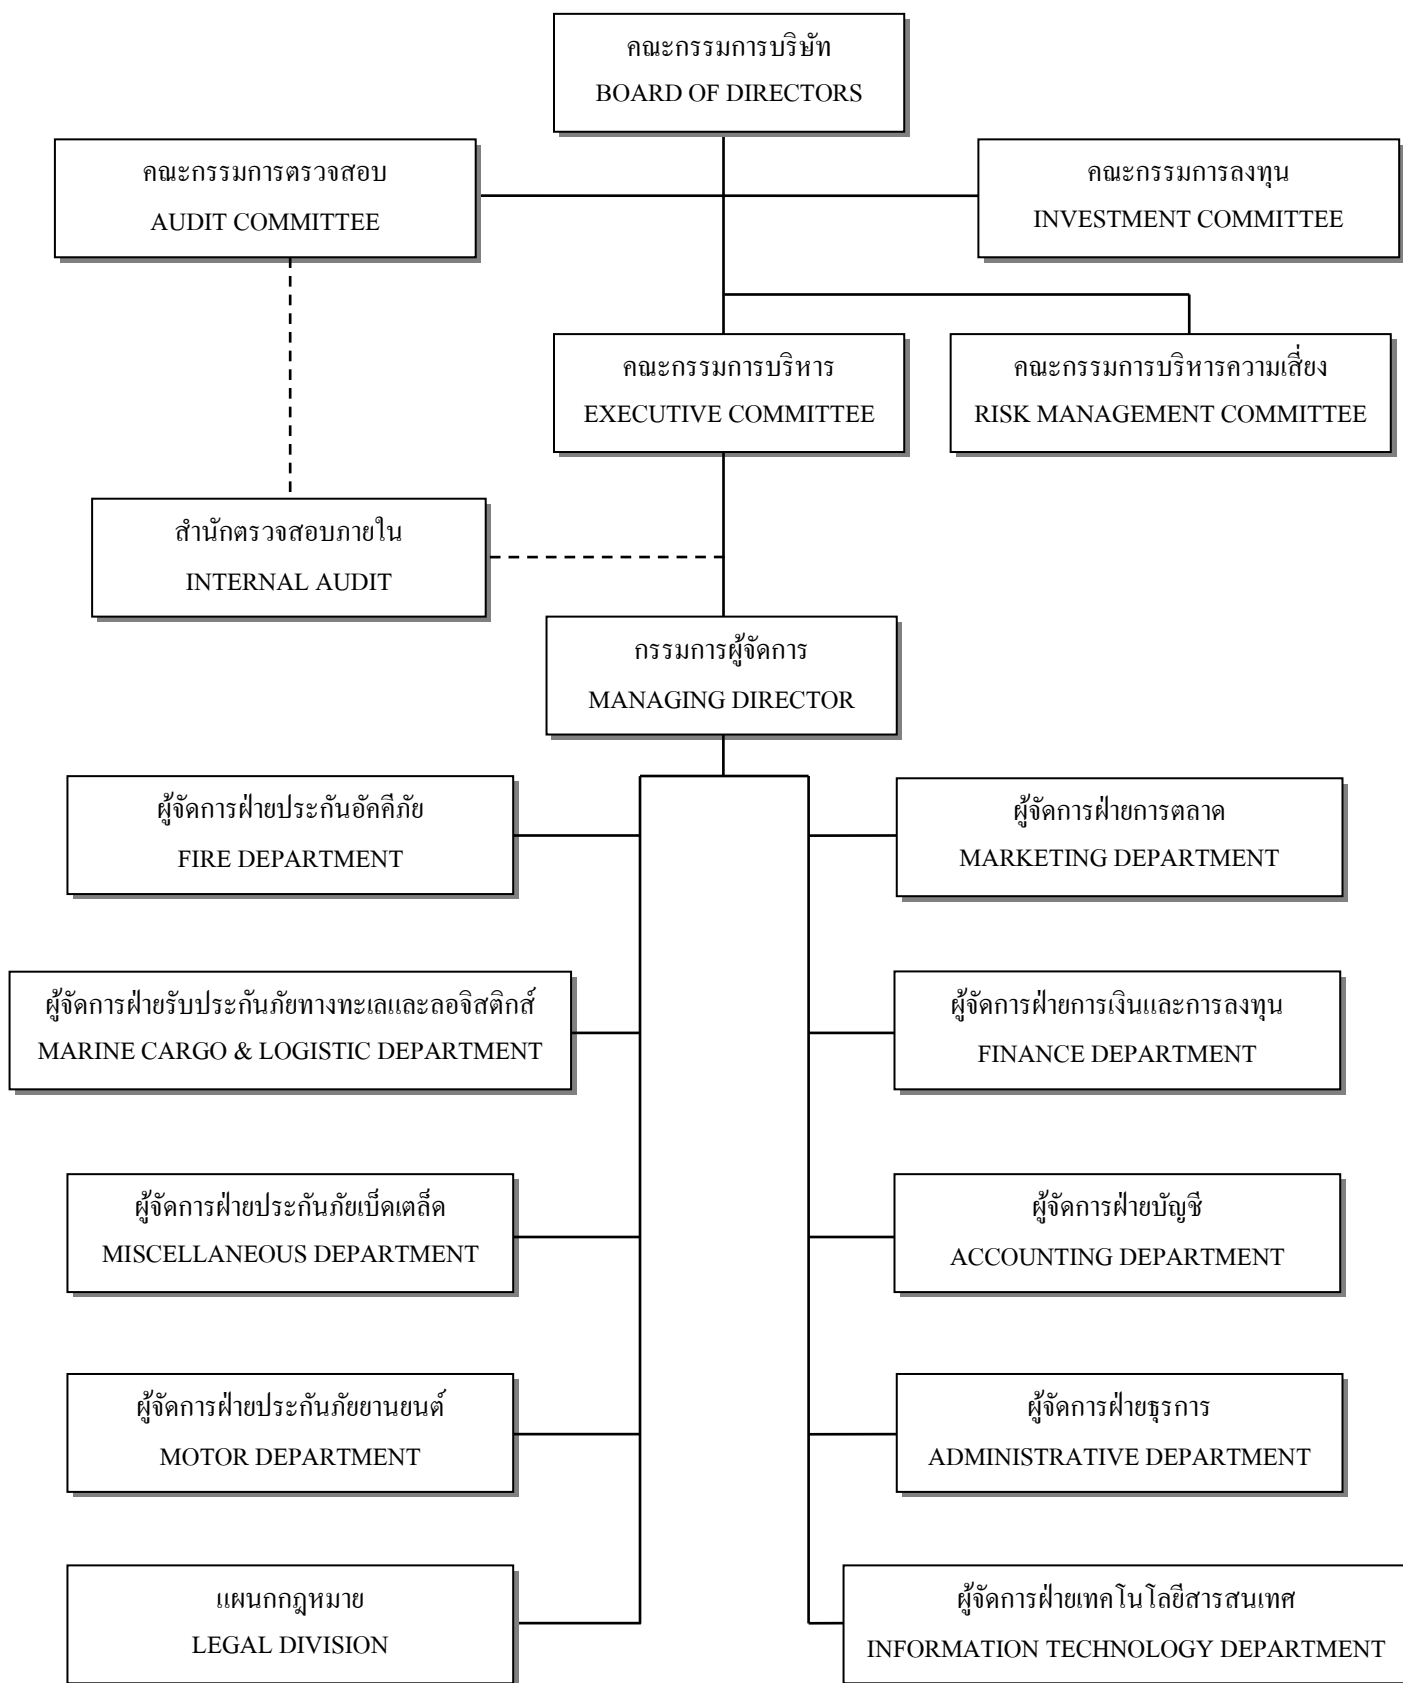 คณะกรรมการบริษัท
BOARD OF DIRECTORS
คณะกรรมการตรวจสอบ
AUDIT COMMITTEE
คณะกรรมการลงทุน
INVESTMENT COMMITTEE
คณะกรรมการบริหาร
EXECUTIVE COMMITTEE
คณะกรรมการบริหารความเสี่ยง
RISK MANAGEMENT COMMITTEE
สำนักตรวจสอบภายใน
INTERNAL AUDIT
กรรมการผู้จัดการ
MANAGING DIRECTOR
ผู้จัดการฝ่ายประกันอัคคีภัย
FIRE DEPARTMENT
ผู้จัดการฝ่ายการตลาด
MARKETING DEPARTMENT
ผู้จัดการฝ่ายรับประกันภัยทางทะเลและลอจิสติกส์
MARINE CARGO & LOGISTIC DEPARTMENT
ผู้จัดการฝ่ายการเงินและการลงทุน
FINANCE DEPARTMENT
ผู้จัดการฝ่ายประกันภัยเบ็ดเตล็ด
MISCELLANEOUS DEPARTMENT
ผู้จัดการฝ่ายบัญชี
ACCOUNTING DEPARTMENT
ผู้จัดการฝ่ายประกันภัยยานยนต์
MOTOR DEPARTMENT
ผู้จัดการฝ่ายธุรการ
ADMINISTRATIVE DEPARTMENT
แผนกกฎหมาย
LEGAL DIVISION
ผู้จัดการฝ่ายเทคโนโลยีสารสนเทศ
INFORMATION TECHNOLOGY DEPARTMENT